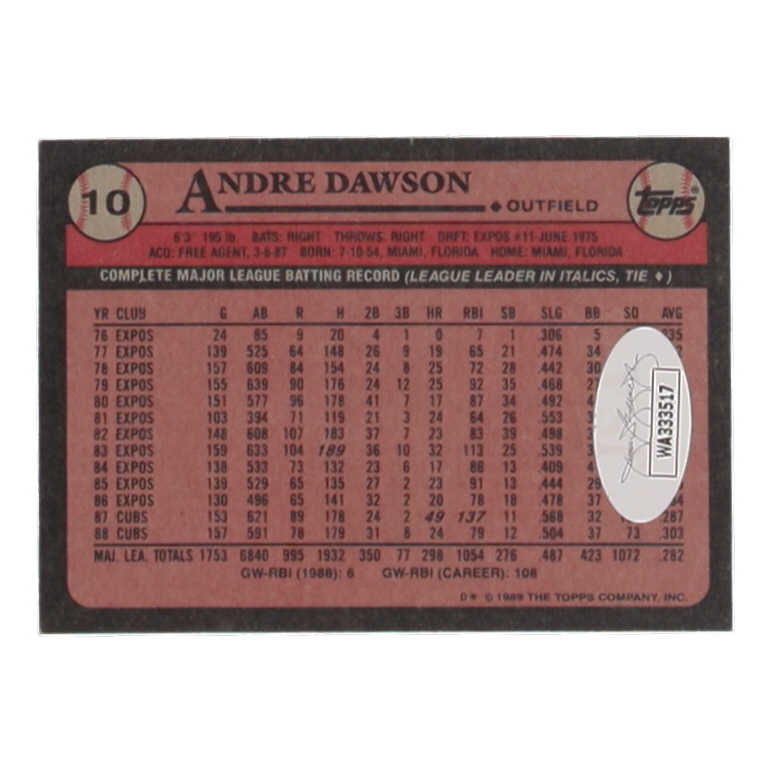 10 ANDRE DAWSON
OUTFIELD
Topps
6'3" 195 lb. BATS: RIGHT THROWS: RIGHT DRFT: EXPOS #11-JUNE 1975
ACQ: FREE AGENT, 3-6-87 BORN: 7-10-54, MIAMI, FLORIDA HOME: MIAMI, FLORIDA
COMPLETE MAJOR LEAGUE BATTING RECORD (LEAGUE LEADER IN ITALICS, TIE ♦)
YR CLUB G AB R H 2B 3B HR RBI SB SLG BB SO AVG
76 EXPOS 24 85 9 20 4 1 0 7 1 .306 5
77 EXPOS 139 525 64 148 26 9 19 65 21 .474 34
78 EXPOS 157 609 84 154 24 8 25 72 28 .442 30
79 EXPOS 155 639 90 176 24 12 25 92 35 .468 27
80 EXPOS 151 577 96 178 41 7 17 87 34 .492
81 EXPOS 103 394 71 119 21 3 24 64 26 .553
82 EXPOS 148 608 107 183 37 7 23 83 39 .498
83 EXPOS 159 633 104 189 36 10 32 113 25 .539
84 EXPOS 138 533 73 132 23 6 17 86 13 .409
85 EXPOS 139 529 65 135 27 2 23 91 13 .444 29
86 EXPOS 130 496 65 141 32 2 20 78 18 .478 37
87 CUBS 153 621 89 178 24 2 49 137 11 .568 32 .287
88 CUBS 157 591 78 179 31 8 24 79 12 .504 37 73 .303
MAJ. LEA. TOTALS 1753 6840 995 1932 350 77 298 1054 276 .487 423 1072 .282
GW-RBI (1988): 6 GW-RBI (CAREER): 108
D* © 1989 THE TOPPS COMPANY, INC.
WA333517